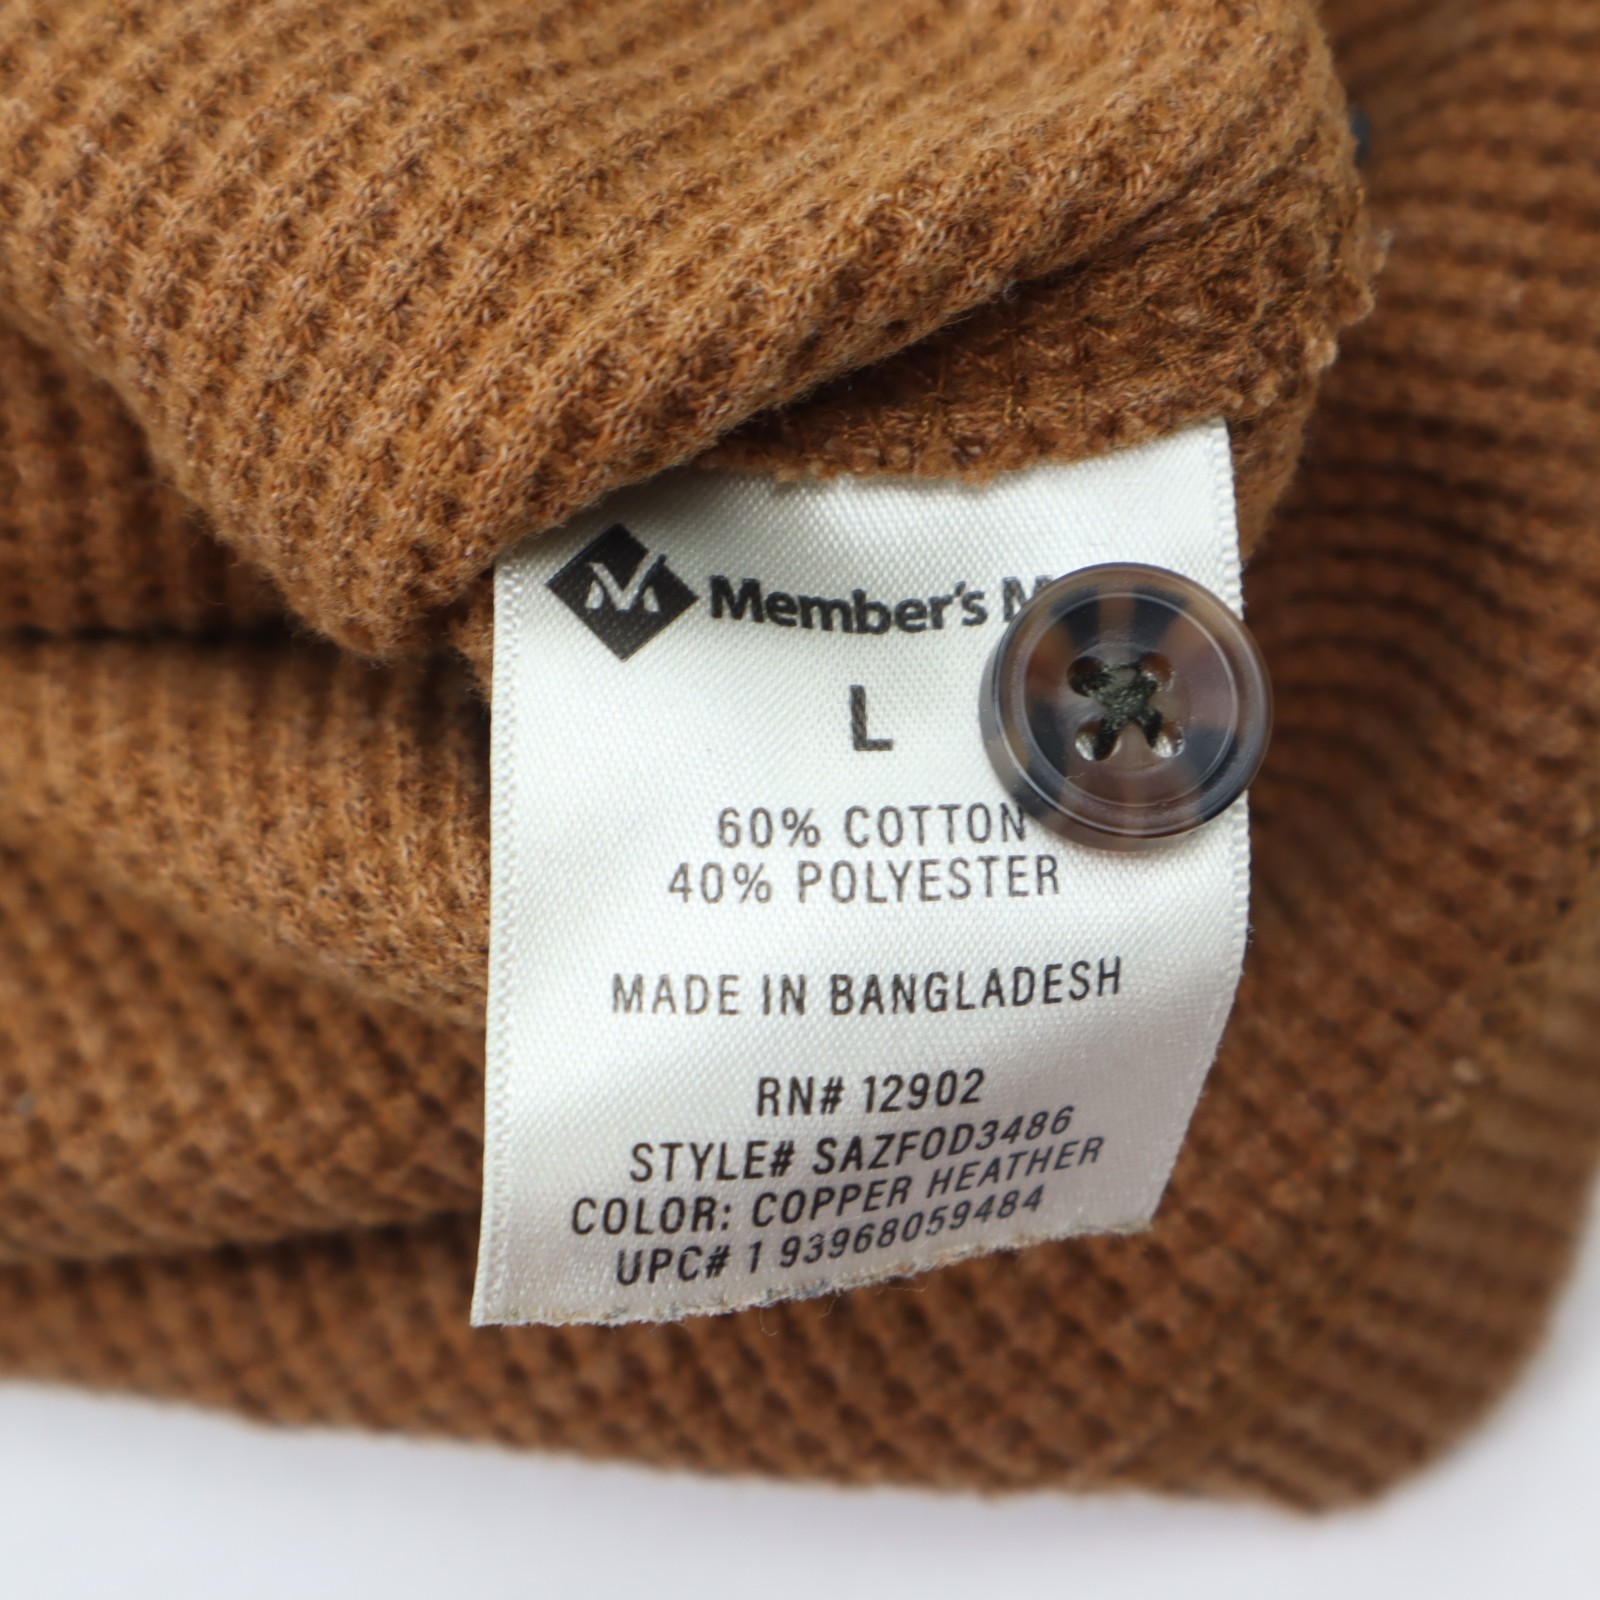 Member's M
L
60% COTTON
40% POLYESTER
MADE IN BANGLADESH
RN# 12902
STYLE# SAZFOD3486
COLOR: COPPER HEATHER
UPC# 1 93968059484